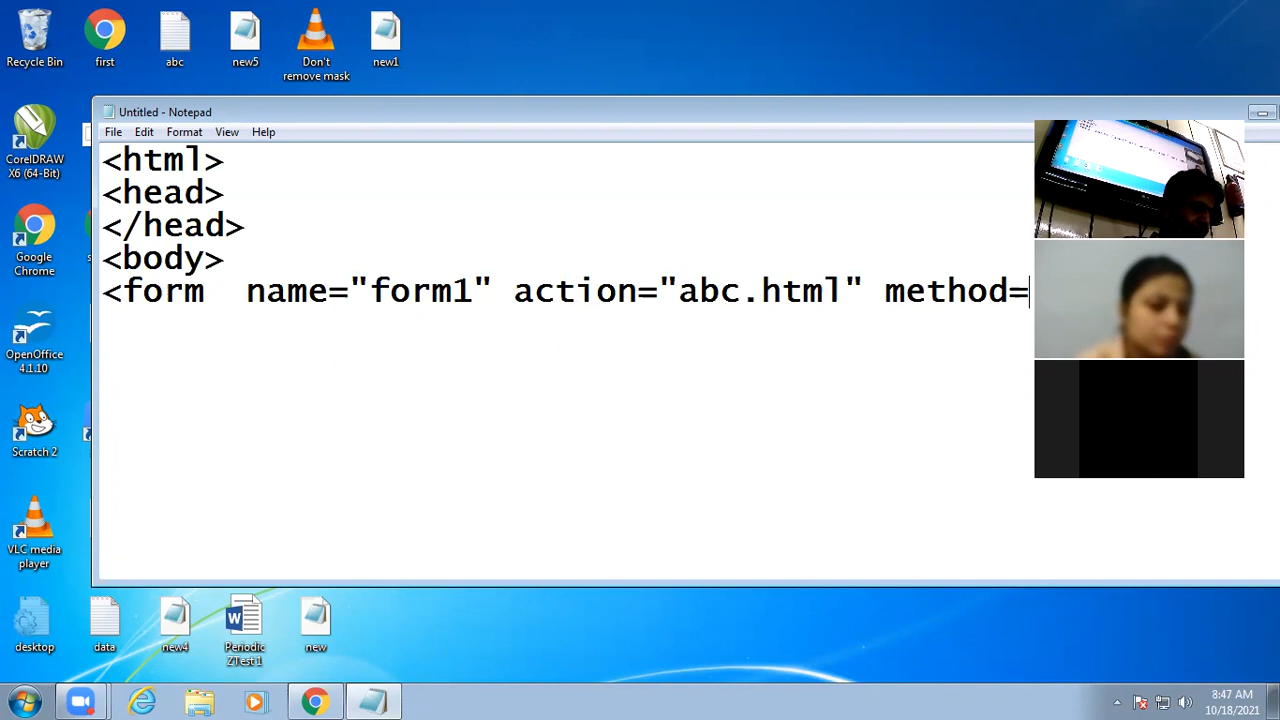 Recycle Bin
first
abc
new5
Don't
remove mask
new1
Untitled - Notepad
File Edit Format View Help
<html>
<head>
</head>
<body>
<form  name="form1" action="abc.html" method=
CorelDRAW
X6 (64-Bit)
Google
Chrome
OpenOffice
4.1.10
Scratch 2
VLC media
player
desktop
data
new4
Periodic
ZTest 1
new
8:47 AM
10/18/2021